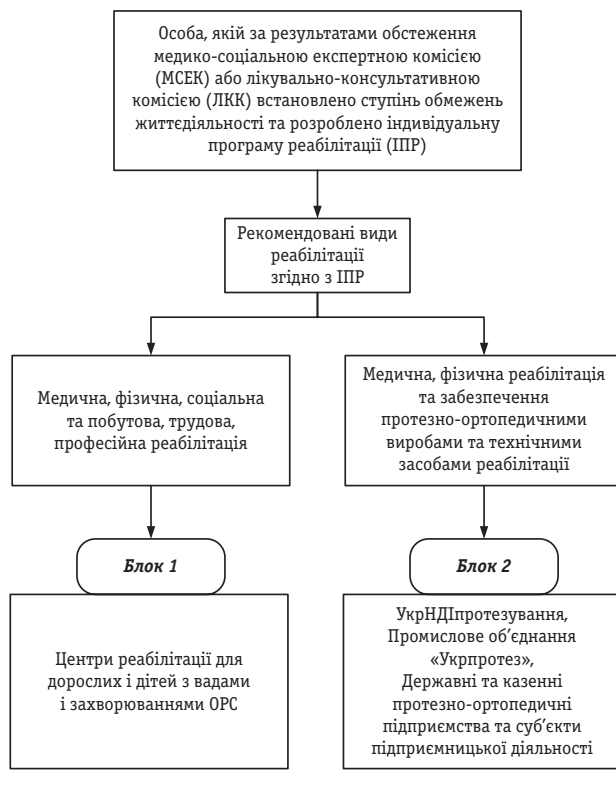 Особа, якій за результатами обстеження
медико-соціальною експертною комісією
(МСЕК) або лікувально-консультативною
комісією (ЛКК) встановлено ступінь обмежень
життєдіяльності та розроблено індивідуальну
програму реабілітації (ІПР)
Рекомендовані види
реабілітації
згідно з ІПР
Медична, фізична, соціальна
та побутова, трудова,
професійна реабілітація
Медична, фізична реабілітація
та забезпечення
протезно-ортопедичними
виробами та технічними
засобами реабілітації
Блок 1
Блок 2
Центри реабілітації для
дорослих і дітей з вадами
і захворюваннями ОРС
УкрНДІпротезування,
Промислове об’єднання
«Укрпротез»,
Державні та казенні
протезно-ортопедичні
підприємства та суб’єкти
підприємницької діяльності